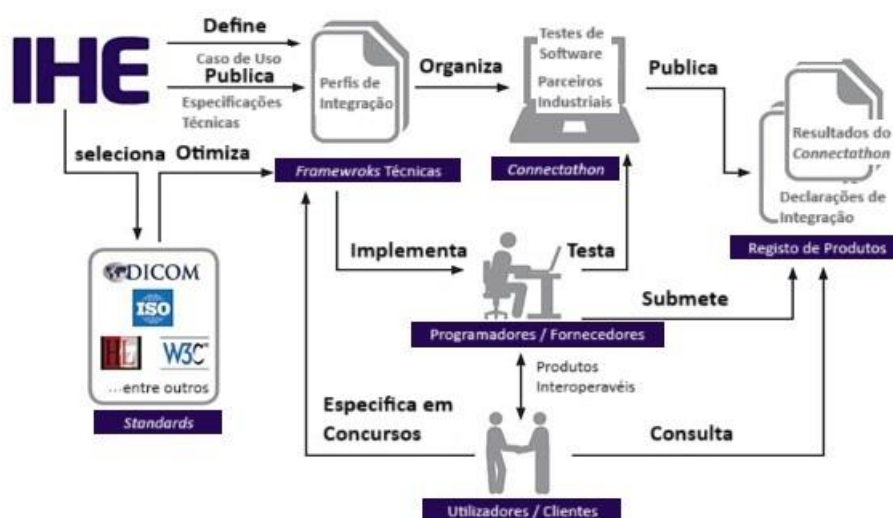 IHE
Define
Caso de Uso
Publica
Especificações
Técnicas
Perfis de
Integração
Organiza
Testes de
Software
Parceiros
Industriais
Publica
Resultados do
Connectathon
Declarações de
Integração
seleciona
Otimiza
Framewroks Técnicas
Connectathon
Registo de Produtos
Implementa
Testa
Submete
DICOM
ISO
HL7
W3C
...entre outros
Standards
Programadores / Fornecedores
Produtos
Interoperavéis
Especifica em
Concursos
Consulta
Utilizadores / Clientes